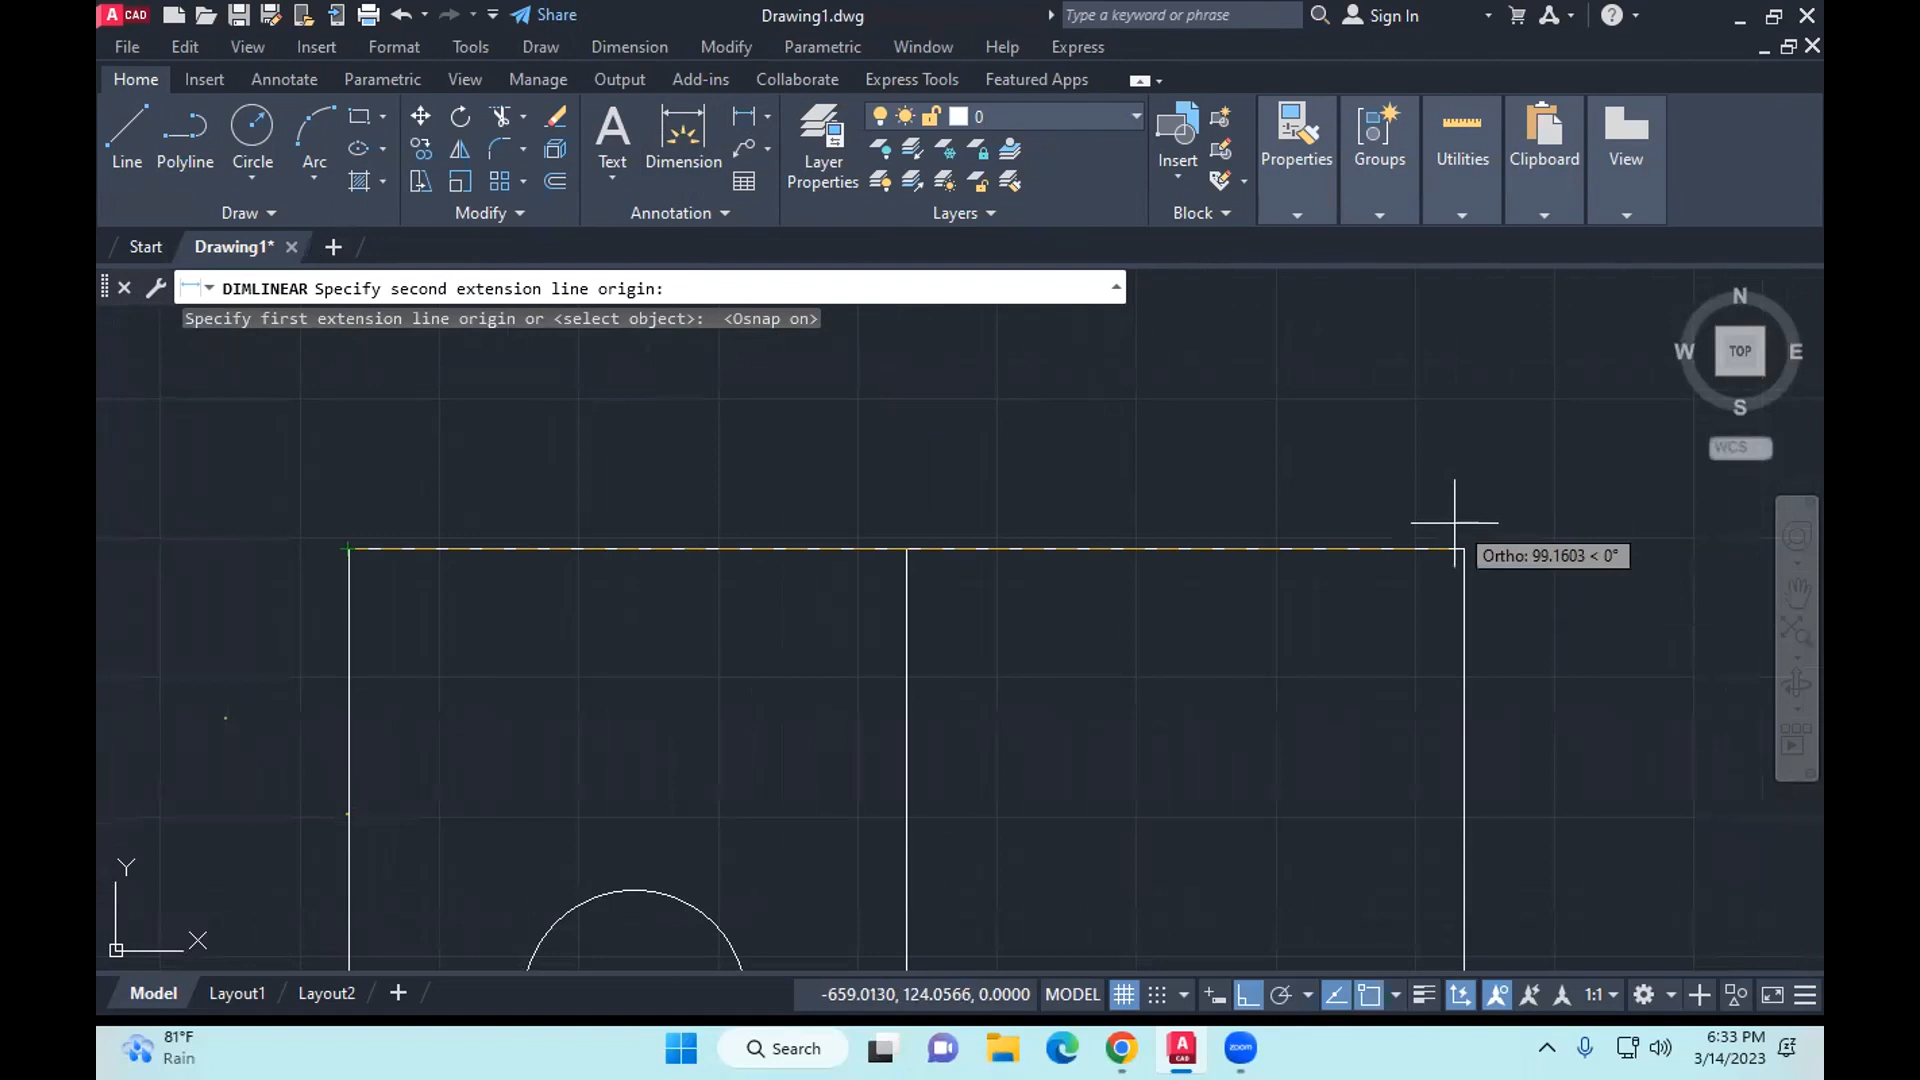 A CAD Share Drawing1.dwg Type a keyword or phrase Sign In
File Edit View Insert Format Tools Draw Dimension Modify Parametric Window Help Express
Home Insert Annotate Parametric View Manage Output Add-ins Collaborate Express Tools Featured Apps
0
Line Polyline Circle Arc Text Dimension Layer Properties Insert Properties Groups Utilities Clipboard View
Draw Modify Annotation Layers Block
Start Drawing1*
DIMLINEAR Specify second extension line origin:
Specify first extension line origin or <select object>: <Osnap on>
N
W TOP E
S
WCS
Ortho: 99.1603 < 0°
Y
X
Model Layout1 Layout2 -659.0130, 124.0566, 0.0000 MODEL 1:1
81°F
Rain
Search
A CAD
zoom
6:33 PM
3/14/2023